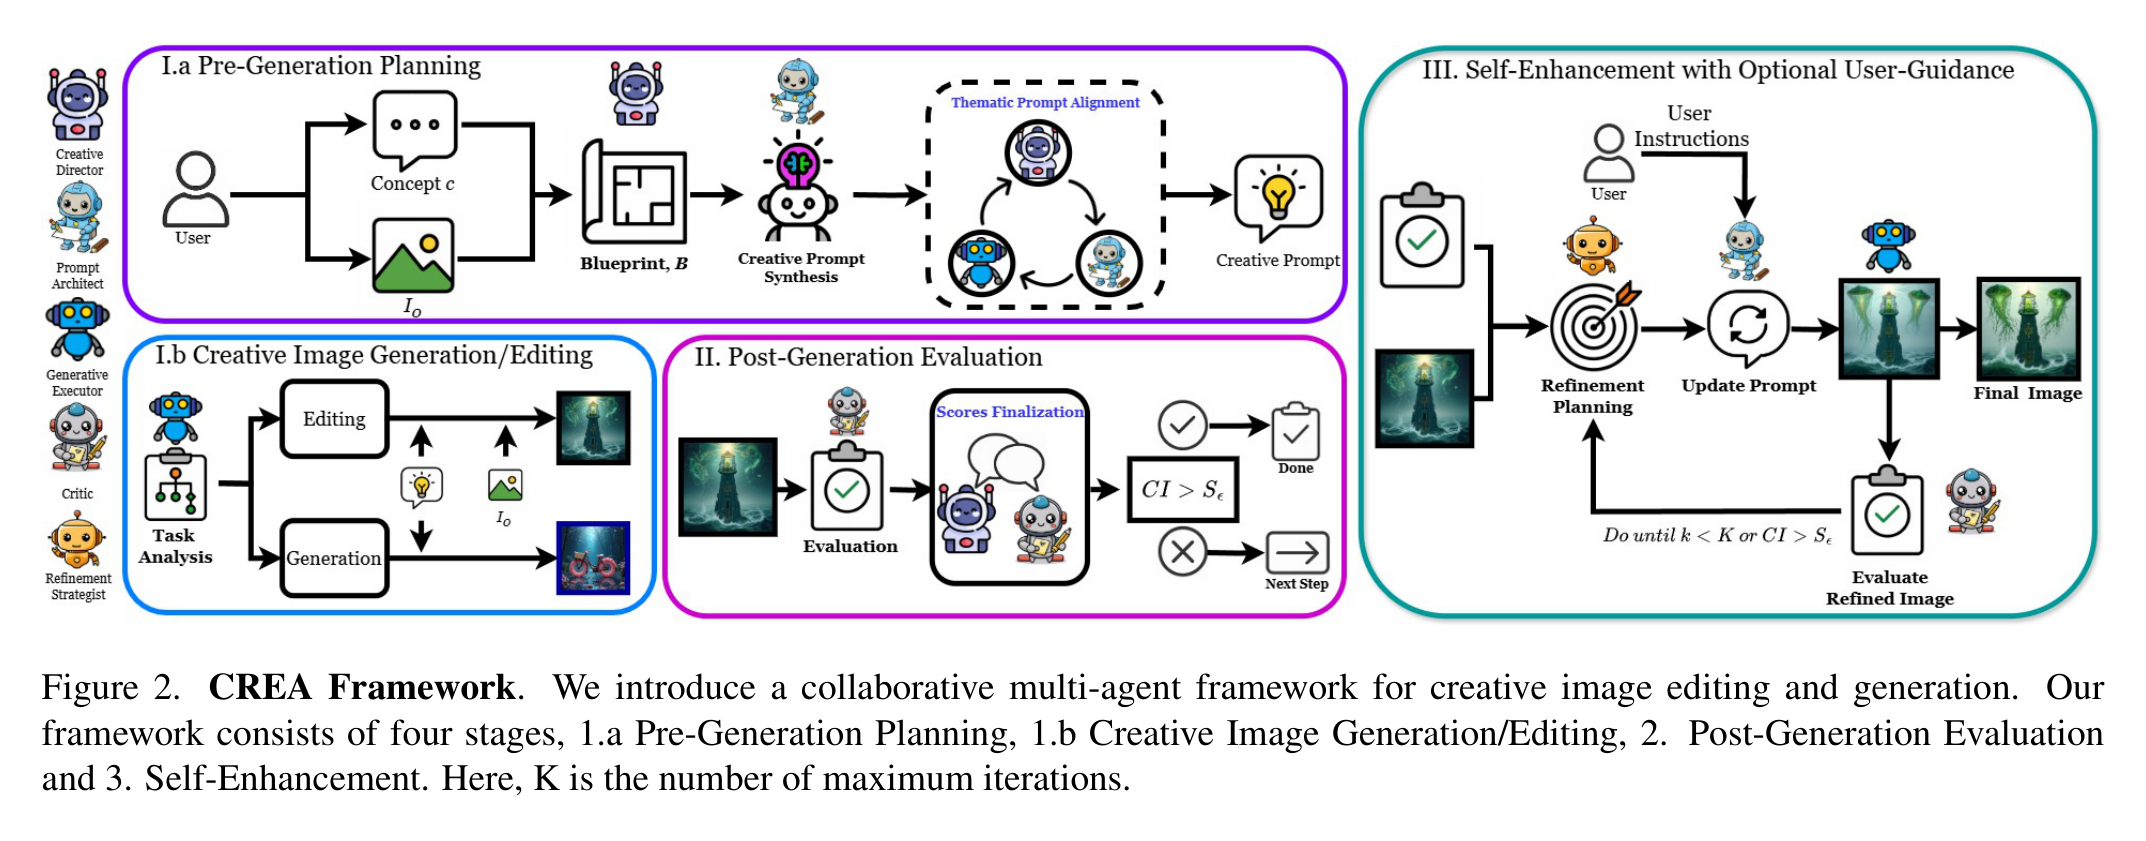 Creative
Director
Prompt
Architect
Generative
Executor
Critic
Refinement
Strategist
I.a Pre-Generation Planning
User
Concept c
I_o
Blueprint, B
Creative Prompt
Synthesis
Thematic Prompt Alignment
Creative Prompt
I.b Creative Image Generation/Editing
Task
Analysis
Editing
Generation
I_o
II. Post-Generation Evaluation
Evaluation
Scores Finalization
CI > S_ϵ
Done
Next Step
III. Self-Enhancement with Optional User-Guidance
User
Instructions
User
Refinement
Planning
Update Prompt
Final Image
Do until k < K or CI > S_ϵ
Evaluate
Refined Image
Figure 2. CREA Framework. We introduce a collaborative multi-agent framework for creative image editing and generation. Our
framework consists of four stages, 1.a Pre-Generation Planning, 1.b Creative Image Generation/Editing, 2. Post-Generation Evaluation
and 3. Self-Enhancement. Here, K is the number of maximum iterations.